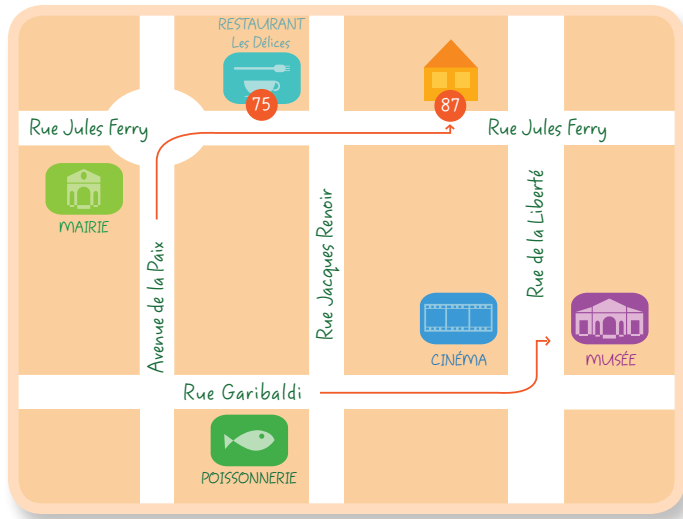 RESTAURANT
Les Délices
75
87
Rue Jules Ferry
Rue Jules Ferry
MAIRIE
Avenue de la Paix
Rue Jacques Renoir
Rue de la Liberté
CINÉMA
MUSÉE
Rue Garibaldi
POISSONNERIE